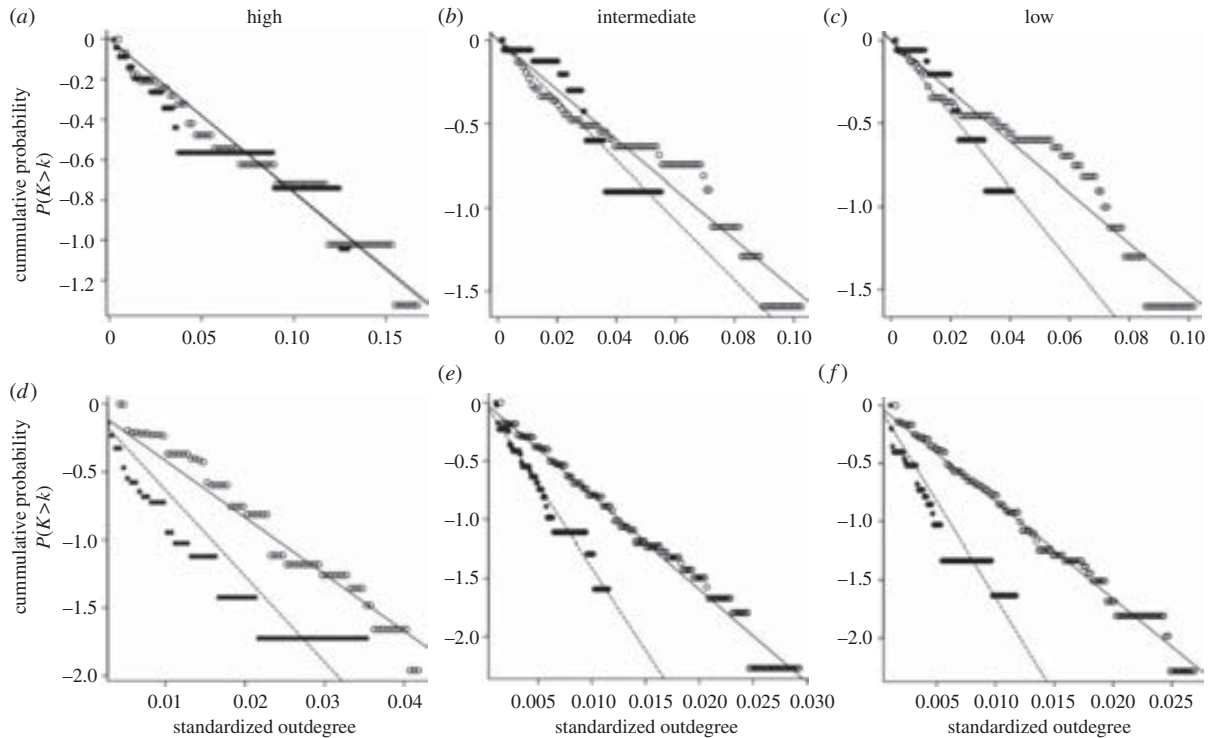 (a) high (b) intermediate (c) low
cummulative probability
P(K>k)
0
–0.2
–0.4
–0.6
–0.8
–1.0
–1.2
0 0.05 0.10 0.15
0
–0.5
–1.0
–1.5
0 0.02 0.04 0.06 0.08 0.10
0
–0.5
–1.0
–1.5
0 0.02 0.04 0.06 0.08 0.10
(d) (e) (f)
cummulative probability
P(K>k)
0
–0.5
–1.0
–1.5
–2.0
0.01 0.02 0.03 0.04
standardized outdegree
0
–0.5
–1.0
–1.5
–2.0
0.005 0.010 0.015 0.020 0.030
standardized outdegree
0
–0.5
–1.0
–1.5
–2.0
0.005 0.010 0.015 0.020 0.025
standardized outdegree